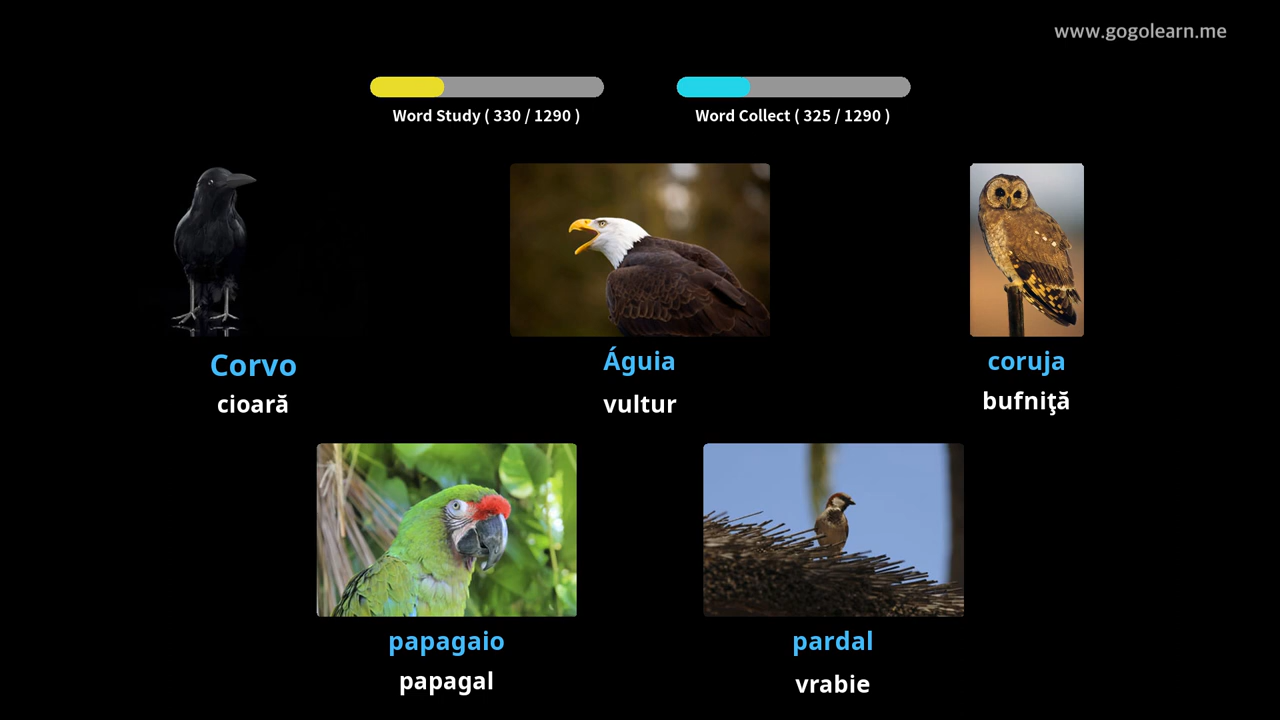 www.gogolearn.me
Word Study ( 330 / 1290 )
Word Collect ( 325 / 1290 )
Corvo
cioară
Águia
vultur
coruja
bufniţă
papagaio
papagal
pardal
vrabie